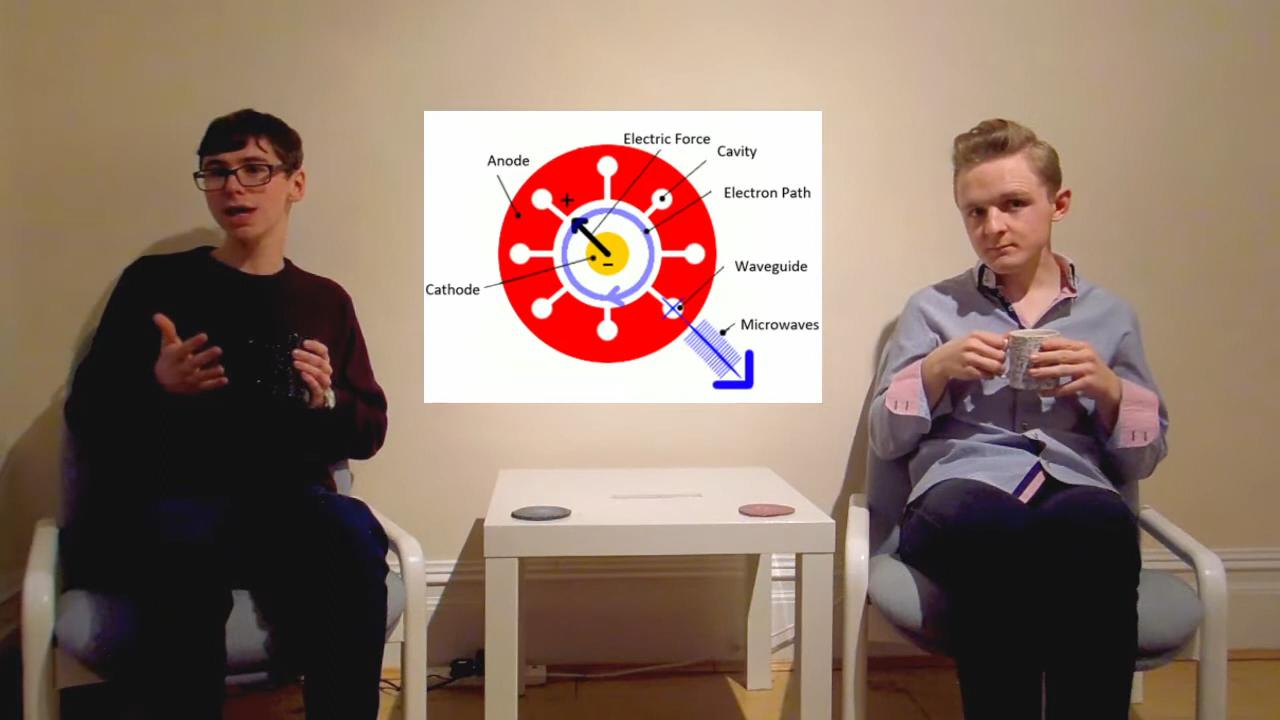 Electric Force
Cavity
Anode
+
Electron Path
Waveguide
–
Cathode
Microwaves